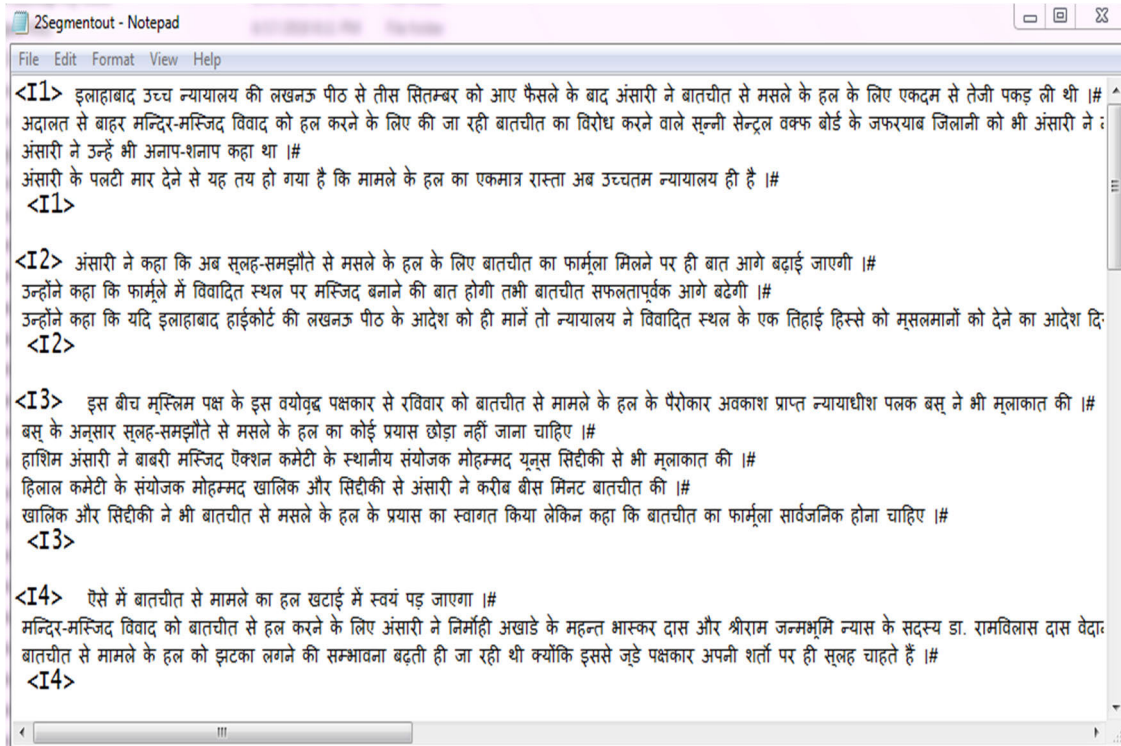 2Segmentout - Notepad
File Edit Format View Help
<I1> इलाहाबाद उच्च न्यायालय की लखनऊ पीठ से तीस सितम्बर को आए फैसले के बाद अंसारी ने बातचीत से मसले के हल के लिए एकदम से तेजी पकड़ ली थी |#
अदालत से बाहर मन्दिर-मस्जिद विवाद को हल करने के लिए की जा रही बातचीत का विरोध करने वाले सुन्नी सेन्ट्रल वक्फ बोर्ड के जफरयाब जिलानी को भी अंसारी ने
अंसारी ने उन्हें भी अनाप-शनाप कहा था |#
अंसारी के पलटी मार देने से यह तय हो गया है कि मामले के हल का एकमात्र रास्ता अब उच्चतम न्यायालय ही है |#
<I1>
<I2> अंसारी ने कहा कि अब सुलह-समझौते से मसले के हल के लिए बातचीत का फार्मूला मिलने पर ही बात आगे बढ़ाई जाएगी |#
उन्होंने कहा कि फार्मूले में विवादित स्थल पर मस्जिद बनाने की बात होगी तभी बातचीत सफलतापूर्वक आगे बढेगी |#
उन्होंने कहा कि यदि इलाहाबाद हाईकोर्ट की लखनऊ पीठ के आदेश को ही मानें तो न्यायालय ने विवादित स्थल के एक तिहाई हिस्से को मुसलमानों को देने का आदेश
<I2>
<I3> इस बीच मुस्लिम पक्ष के इस वयोवृद्ध पक्षकार से रविवार को बातचीत से मामले के हल के पैरोकार अवकाश प्राप्त न्यायाधीश पलक बसु ने भी मुलाकात की |#
बसु के अनुसार सुलह-समझौते से मसले के हल का कोई प्रयास छोड़ा नहीं जाना चाहिए |#
हाशिम अंसारी ने बाबरी मस्जिद ऎक्शन कमेटी के स्थानीय संयोजक मोहम्मद यूनुस सिद्दीकी से भी मुलाकात की |#
हिलाल कमेटी के संयोजक मोहम्मद खालिक और सिद्दीकी से अंसारी ने करीब बीस मिनट बातचीत की |#
खालिक और सिद्दीकी ने भी बातचीत से मसले के हल के प्रयास का स्वागत किया लेकिन कहा कि बातचीत का फार्मूला सार्वजनिक होना चाहिए |#
<I3>
<I4> ऎसे में बातचीत से मामले का हल खटाई में स्वयं पड़ जाएगा |#
मन्दिर-मस्जिद विवाद को बातचीत से हल करने के लिए अंसारी ने निर्मोही अखाडे के महन्त भास्कर दास और श्रीराम जन्मभूमि न्यास के सदस्य डा. रामविलास दास
बातचीत से मामले के हल को झटका लगने की सम्भावना बढ़ती ही जा रही थी क्योंकि इससे जुडे पक्षकार अपनी शर्तो पर ही सुलह चाहते हैं |#
<I4>